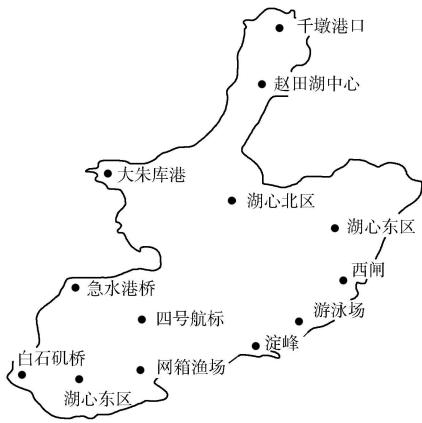 千墩港口
赵田湖中心
大朱库港
湖心北区
湖心东区
西闸
急水港桥
游泳场
四号航标
淀峰
白石矶桥
网箱渔场
湖心东区